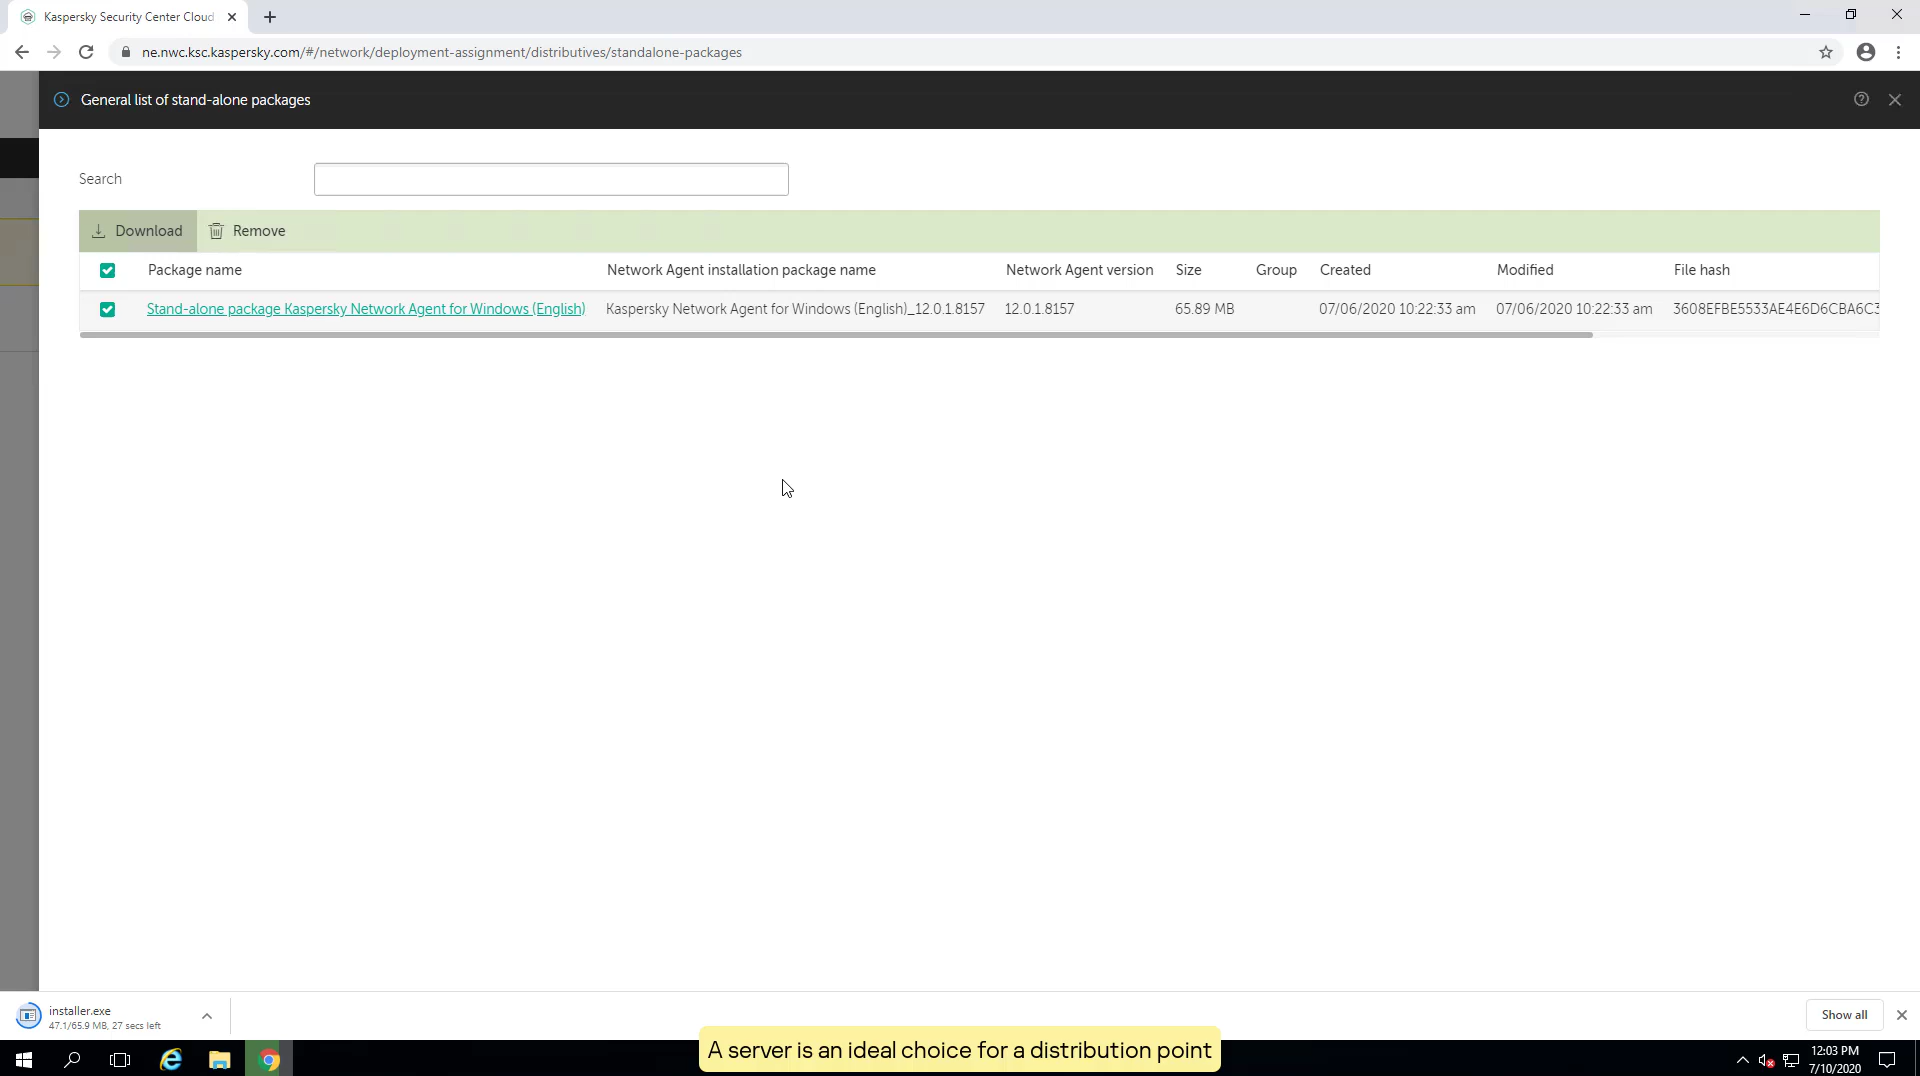 Kaspersky Security Center Cloud
ne.nwc.ksc.kaspersky.com/#/network/deployment-assignment/distributives/standalone-packages
General list of stand-alone packages
Search
Download Remove
Package name Network Agent installation package name Network Agent version Size Group Created Modified File hash
Stand-alone package Kaspersky Network Agent for Windows (English) Kaspersky Network Agent for Windows (English)_12.0.1.8157 12.0.1.8157 65.89 MB 07/06/2020 10:22:33 am 07/06/2020 10:22:33 am 3608EFBE5533AE4E6D6CBA6C3
installer.exe
47.1/65.9 MB, 27 secs left
Show all
A server is an ideal choice for a distribution point
12:03 PM
7/10/2020